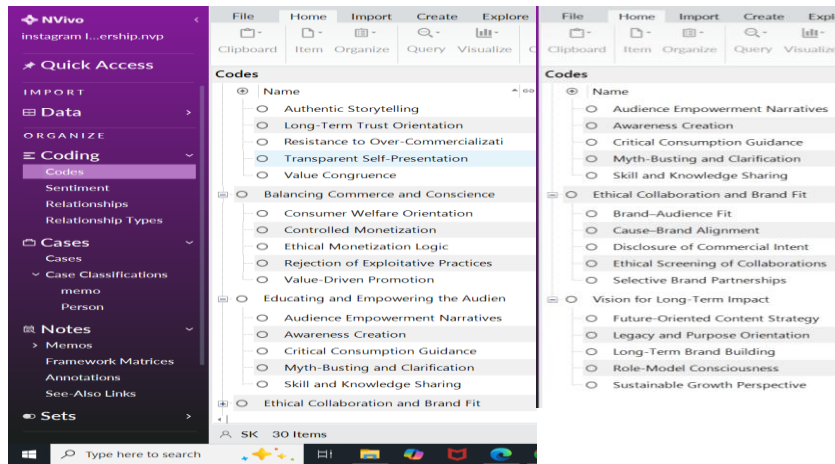 NVivo
instagram l...ership.nvp
Quick Access
IMPORT
Data
ORGANIZE
Coding
Codes
Sentiment
Relationships
Relationship Types
Cases
Cases
Case Classifications
memo
Person
Notes
Memos
Framework Matrices
Annotations
See-Also Links
Sets
Type here to search
File Home Import Create Explore
Clipboard Item Organize Query Visualize C
Codes
Name
Authentic Storytelling
Long-Term Trust Orientation
Resistance to Over-Commercializati
Transparent Self-Presentation
Value Congruence
Balancing Commerce and Conscience
Consumer Welfare Orientation
Controlled Monetization
Ethical Monetization Logic
Rejection of Exploitative Practices
Value-Driven Promotion
Educating and Empowering the Audien
Audience Empowerment Narratives
Awareness Creation
Critical Consumption Guidance
Myth-Busting and Clarification
Skill and Knowledge Sharing
Ethical Collaboration and Brand Fit
SK 30 Items
File Home Import Create Expl
Clipboard Item Organize Query Visualize
Codes
Name
Audience Empowerment Narratives
Awareness Creation
Critical Consumption Guidance
Myth-Busting and Clarification
Skill and Knowledge Sharing
Ethical Collaboration and Brand Fit
Brand–Audience Fit
Cause–Brand Alignment
Disclosure of Commercial Intent
Ethical Screening of Collaborations
Selective Brand Partnerships
Vision for Long-Term Impact
Future-Oriented Content Strategy
Legacy and Purpose Orientation
Long-Term Brand Building
Role-Model Consciousness
Sustainable Growth Perspective